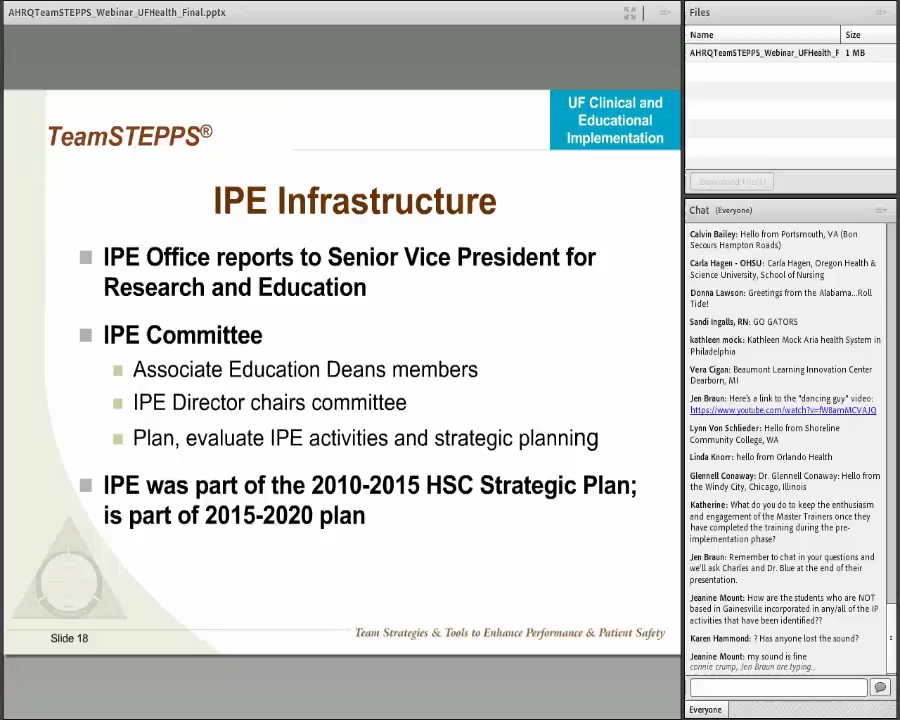 AHRQTeamSTEPPS_Webinar_UFHealth_Final.pptx
UF Clinical and
Educational
Implementation
TeamSTEPPS®
IPE Infrastructure
IPE Office reports to Senior Vice President for
Research and Education
IPE Committee
Associate Education Deans members
IPE Director chairs committee
Plan, evaluate IPE activities and strategic planning
IPE was part of the 2010-2015 HSC Strategic Plan;
is part of 2015-2020 plan
Slide 18
Team Strategies & Tools to Enhance Performance & Patient Safety
Files
Name Size
AHRQTeamSTEPPS_Webinar_UFHealth_F 1 MB
Download File(s)
Chat (Everyone)
Calvin Bailey: Hello from Portsmouth, VA (Bon
Secours Hampton Roads)
Carla Hagen - OHSU: Carla Hagen, Oregon Health &
Science University, School of Nursing
Donna Lawson: Greetings from the Alabama...Roll
Tide!
Sandi Ingalls, RN: GO GATORS
kathleen mock: Kathleen Mock Aria health System in
Philadelphia
Vera Cigan: Beaumont Learning Innovation Center
Dearborn, MI
Jen Braun: Here's a link to the "dancing guy" video:
https://www.youtube.com/watch?v=fW8amMCVAJQ
Lynn Von Schlieder: Hello from Shoreline
Community College, WA
Linda Knorr: hello from Orlando Health
Glennell Conaway: Dr. Glennell Conaway: Hello from
the Windy City, Chicago, Illinois
Katherine: What do you do to keep the enthusiasm
and engagement of the Master Trainers once they
have completed the training during the pre-
implementation phase?
Jen Braun: Remember to chat in your questions and
we'll ask Charles and Dr. Blue at the end of their
presentation.
Jeanine Mount: How are the students who are NOT
based in Gainesville incorporated in any/all of the IP
activities that have been identified??
Karen Hammond: ? Has anyone lost the sound?
Jeanine Mount: my sound is fine
connie crump, Jen Braun are typing...
Everyone